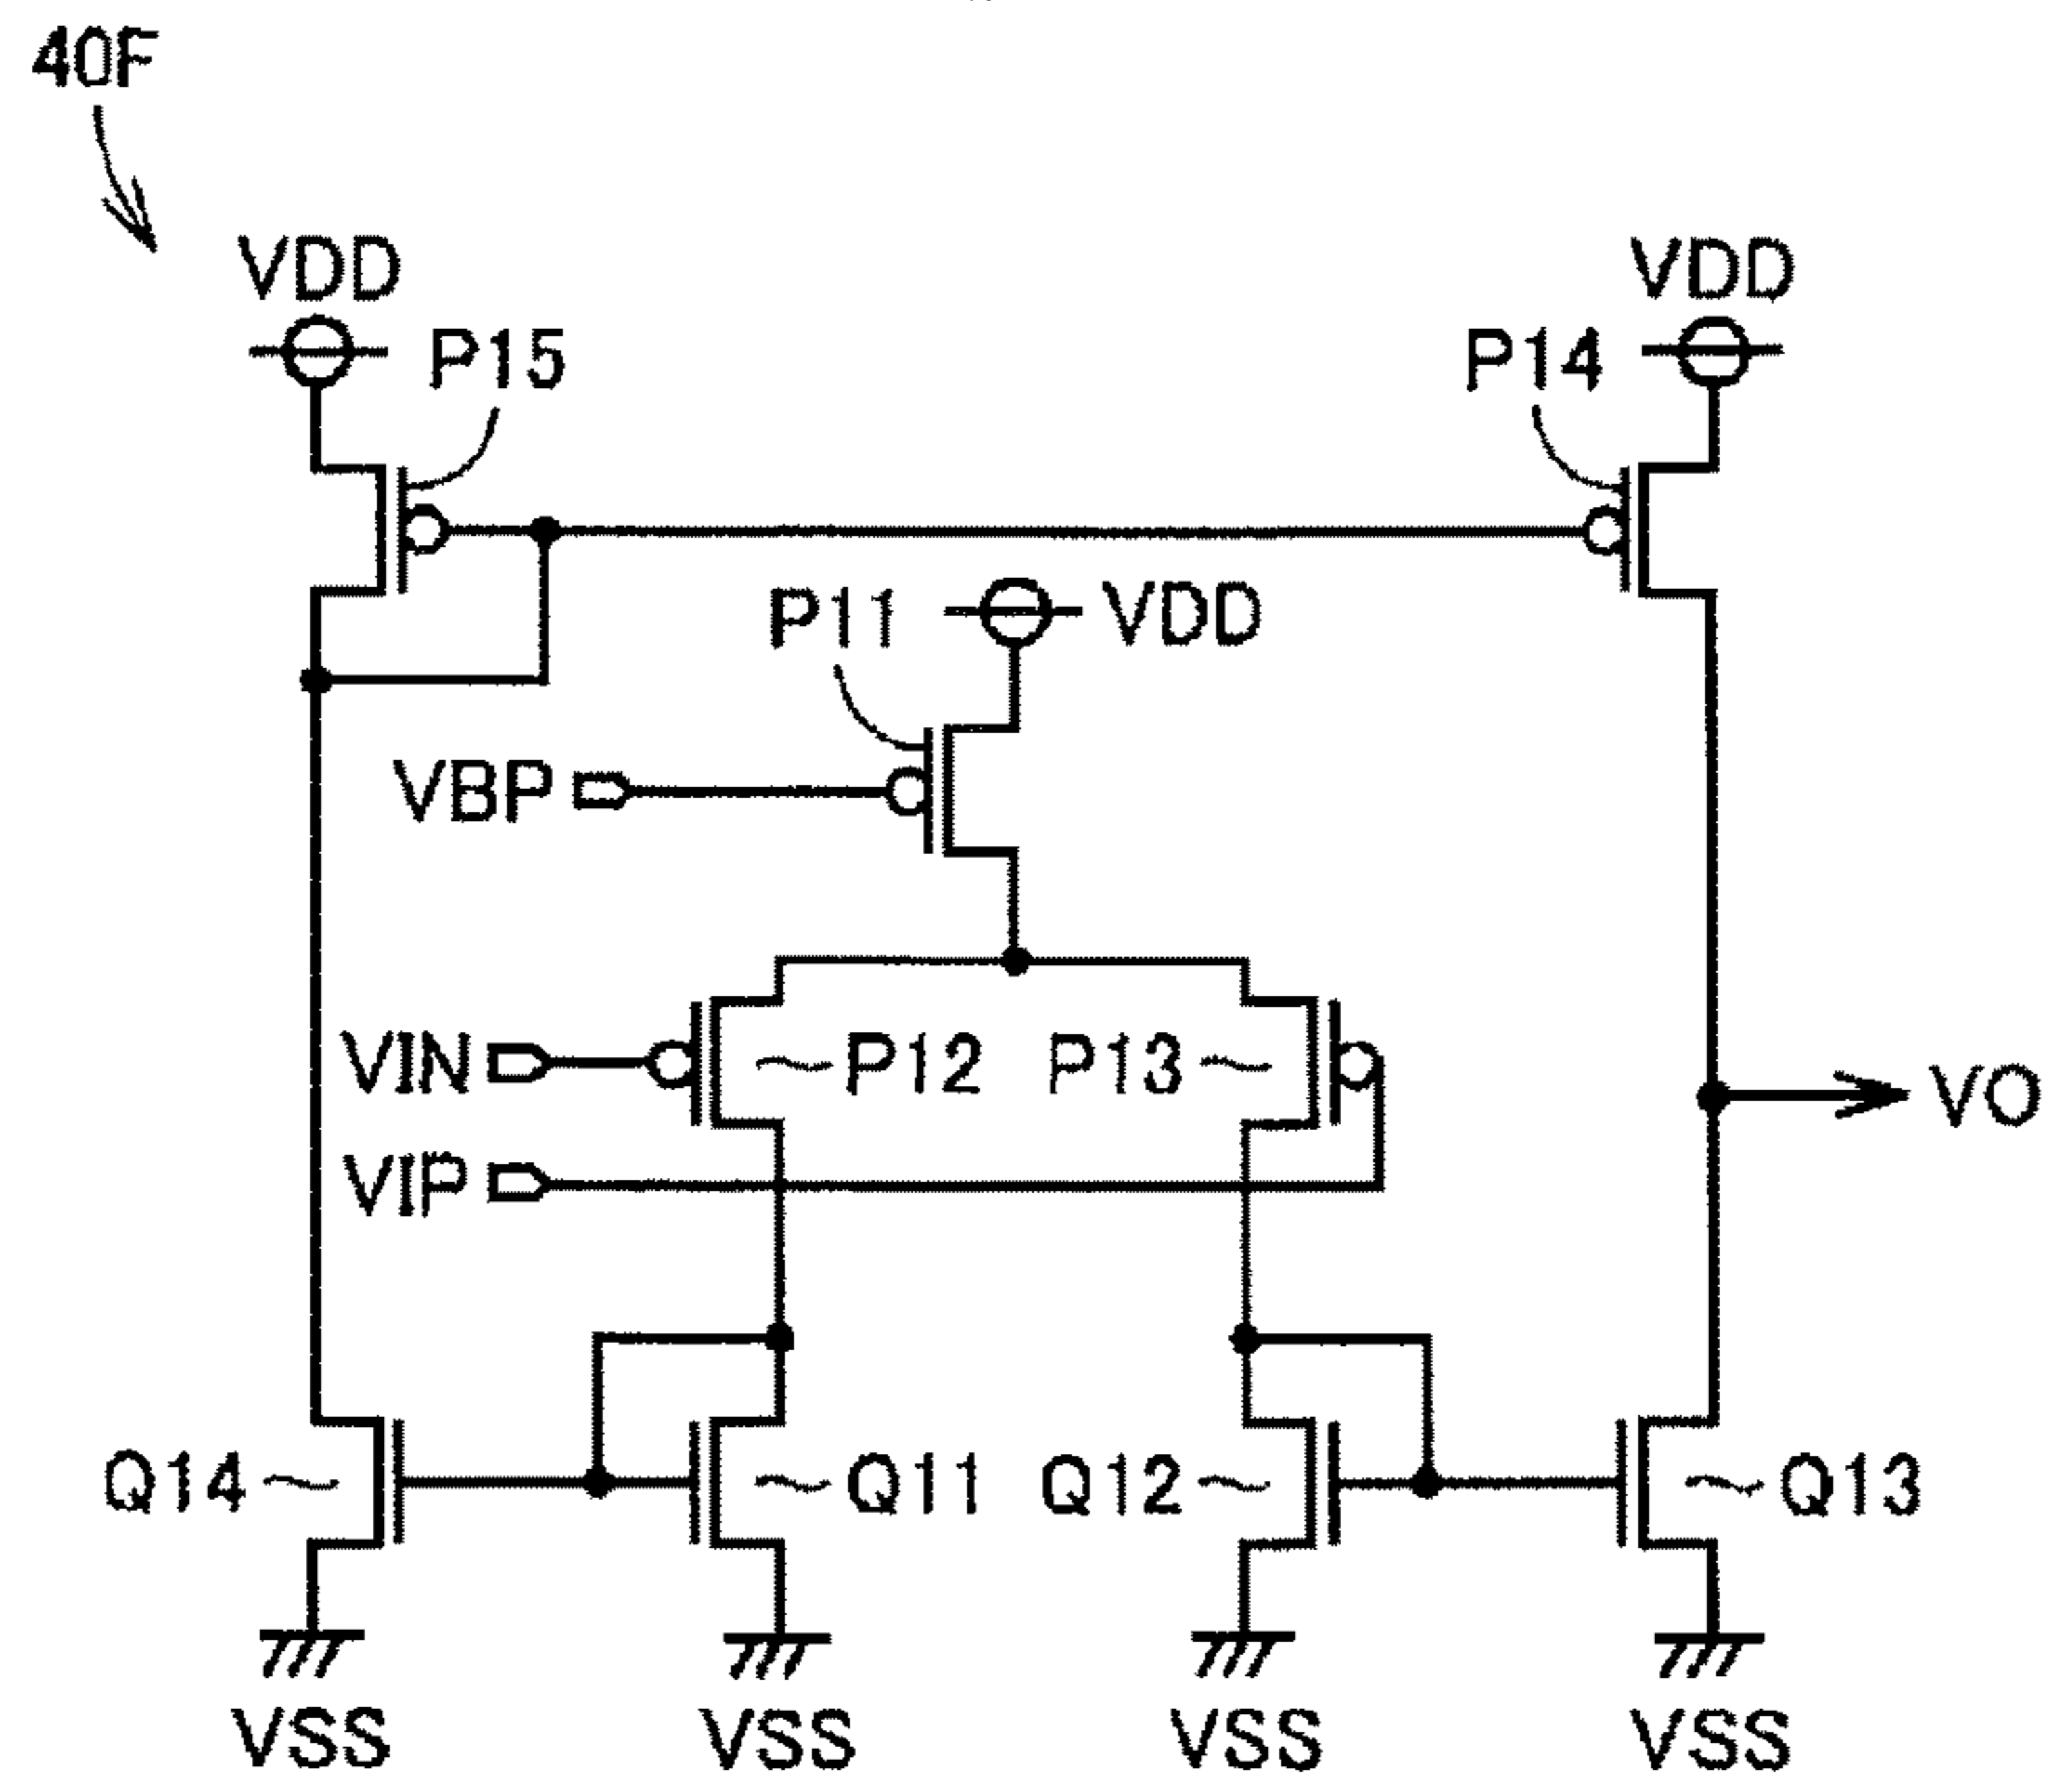 40F
VDD
VDD
P15
P14
P11
VDD
VBP
VIN
P12
P13
VO
VIP
Q14
Q11
Q12
Q13
VSS
VSS
VSS
VSS